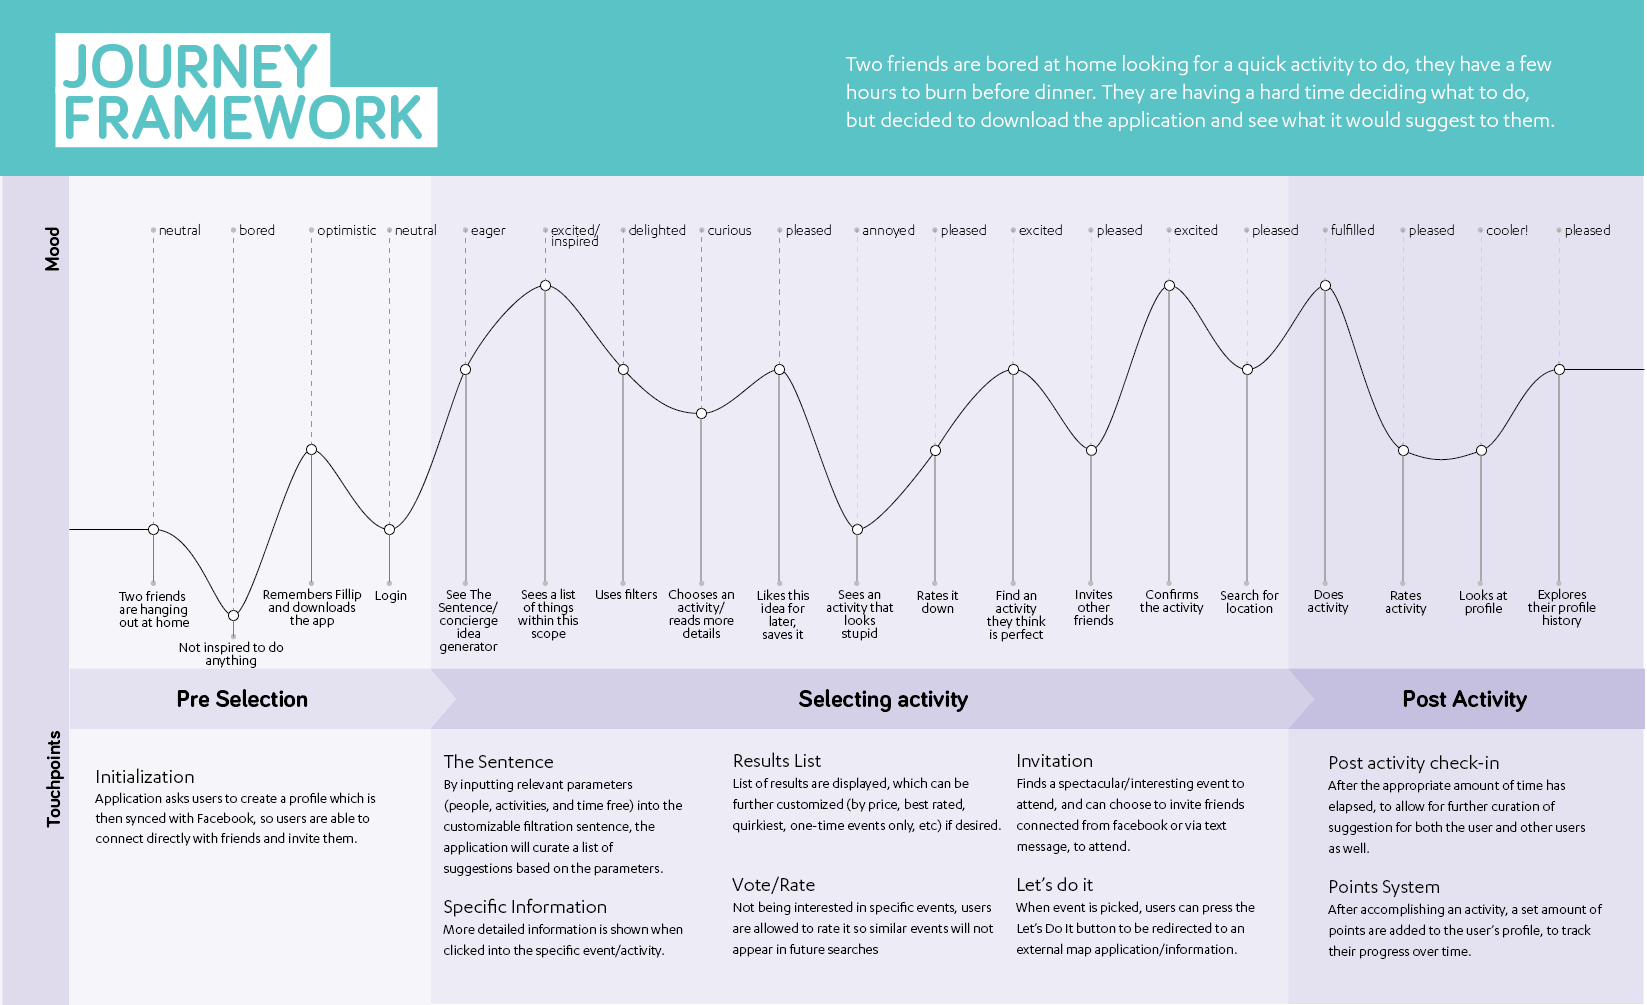 JOURNEY
FRAMEWORK
Two friends are bored at home looking for a quick activity to do, they have a few
hours to burn before dinner. They are having a hard time deciding what to do,
but decided to download the application and see what it would suggest to them.
Mood
neutral
bored
optimistic
neutral
eager
excited/
inspired
delighted
curious
pleased
annoyed
pleased
excited
pleased
excited
pleased
fulfilled
pleased
cooler!
pleased
Two friends
are hanging
out at home
Not inspired to do
anything
Remembers Fillip
and downloads
the app
Login
See The
Sentence/
concierge
idea
generator
Sees a list
of things
within this
scope
Uses filters
Chooses an
activity/
reads more
details
Likes this
idea for
later,
saves it
Sees an
activity that
looks
stupid
Rates it
down
Find an
activity
they think
is perfect
Invites
other
friends
Confirms
the activity
Search for
location
Does
activity
Rates
activity
Looks at
profile
Explores
their profile
history
Pre Selection
Selecting activity
Post Activity
Touchpoints
Initialization
Application asks users to create a profile which is
then synced with Facebook, so users are able to
connect directly with friends and invite them.
The Sentence
By inputting relevant parameters
(people, activities, and time free) into the
customizable filtration sentence, the
application will curate a list of
suggestions based on the parameters.
Specific Information
More detailed information is shown when
clicked into the specific event/activity.
Results List
List of results are displayed, which can be
further customized (by price, best rated,
quirkiest, one-time events only, etc) if desired.
Vote/Rate
Not being interested in specific events, users
are allowed to rate it so similar events will not
appear in future searches
Invitation
Finds a spectacular/interesting event to
attend, and can choose to invite friends
connected from facebook or via text
message, to attend.
Let's do it
When event is picked, users can press the
Let's Do It button to be redirected to an
external map application/information.
Post activity check-in
After the appropriate amount of time has
elapsed, to allow for further curation of
suggestion for both the user and other users
as well.
Points System
After accomplishing an activity, a set amount of
points are added to the user's profile, to track
their progress over time.